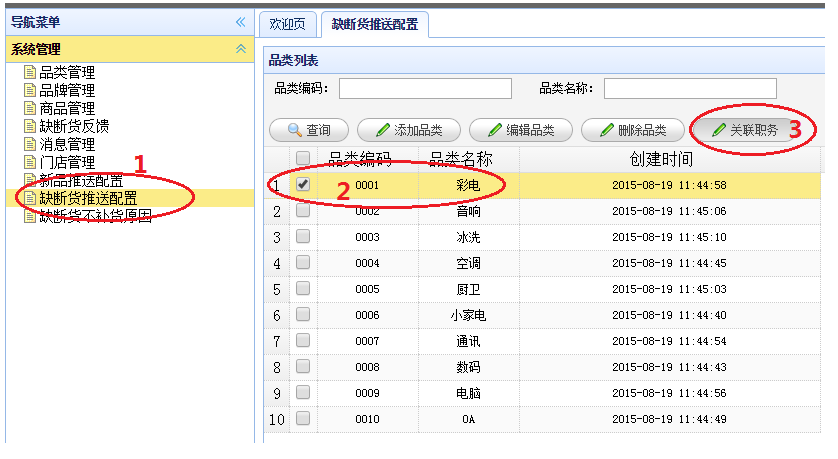 导航菜单
系统管理
品类管理
品牌管理
商品管理
缺断货反馈
消息管理
门店管理
新品推送配置
缺断货推送配置
缺断货不补货原因
1
欢迎页 缺断货推送配置
品类列表
品类编码： 品类名称：
查询 添加品类 编辑品类 删除品类 关联职务 3
品类编码 品类名称 创建时间
1 2 0001 彩电 2015-08-19 11:44:58
2 0002 音响 2015-08-19 11:45:06
3 0003 冰洗 2015-08-19 11:45:10
4 0004 空调 2015-08-19 11:44:45
5 0005 厨卫 2015-08-19 11:45:03
6 0006 小家电 2015-08-19 11:44:40
7 0007 通讯 2015-08-19 11:44:54
8 0008 数码 2015-08-19 11:44:43
9 0009 电脑 2015-08-19 11:44:56
10 0010 OA 2015-08-19 11:44:49